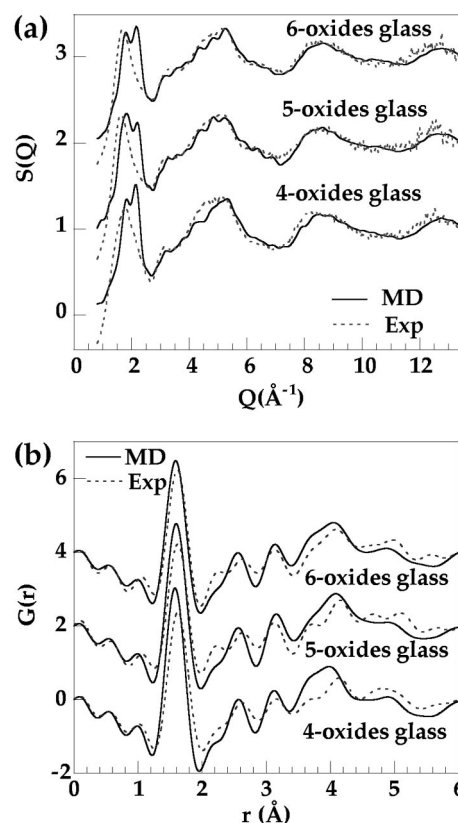 (a)
3
6-oxides glass
5-oxides glass
2
S(Q)
4-oxides glass
1
MD
0
Exp
0 2 4 6 8 10 12
Q(Å⁻¹)
(b)
MD
Exp
6
4
6-oxides glass
G(r)
2
5-oxides glass
0
4-oxides glass
-2
0 1 2 3 4 5 6
r (Å)